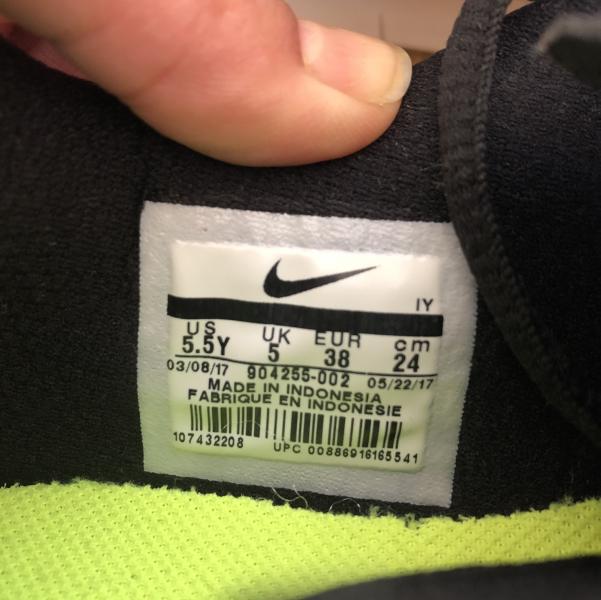 IY
US UK EUR cm
5.5Y 5 38 24
03/08/17 904255-002 05/22/17
MADE IN INDONESIA
FABRIQUE EN INDONESIE
107432208 UPC 00886916165541